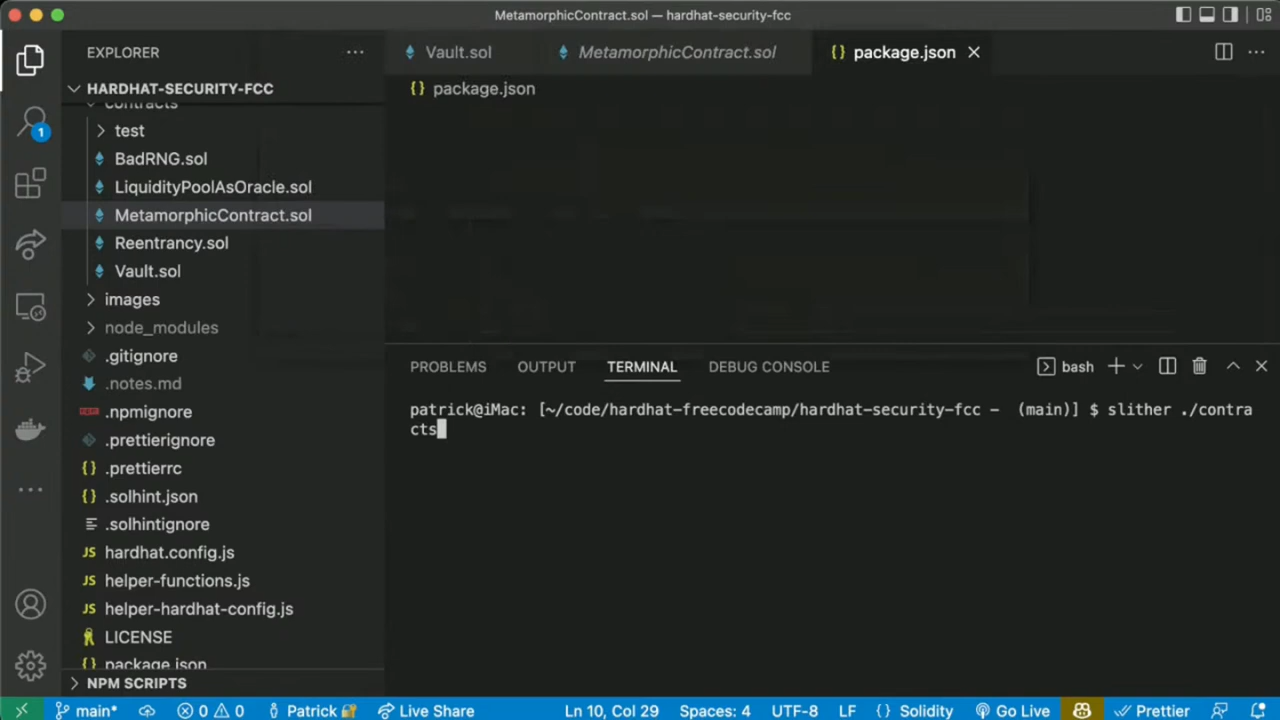 MetamorphicContract.sol — hardhat-security-fcc
EXPLORER
HARDHAT-SECURITY-FCC
contracts
test
BadRNG.sol
LiquidityPoolAsOracle.sol
MetamorphicContract.sol
Reentrancy.sol
Vault.sol
images
node_modules
.gitignore
.notes.md
.npmignore
.prettierignore
.prettierrc
.solhint.json
.solhintignore
hardhat.config.js
helper-functions.js
helper-hardhat-config.js
LICENSE
package.json
NPM SCRIPTS
1
Vault.sol MetamorphicContract.sol {} package.json
{} package.json
PROBLEMS OUTPUT TERMINAL DEBUG CONSOLE bash
patrick@iMac: [~/code/hardhat-freecodecamp/hardhat-security-fcc - (main)] $ slither ./contra
cts
main* 0 0 Patrick Live Share Ln 10, Col 29 Spaces: 4 UTF-8 LF {} Solidity Go Live Prettier